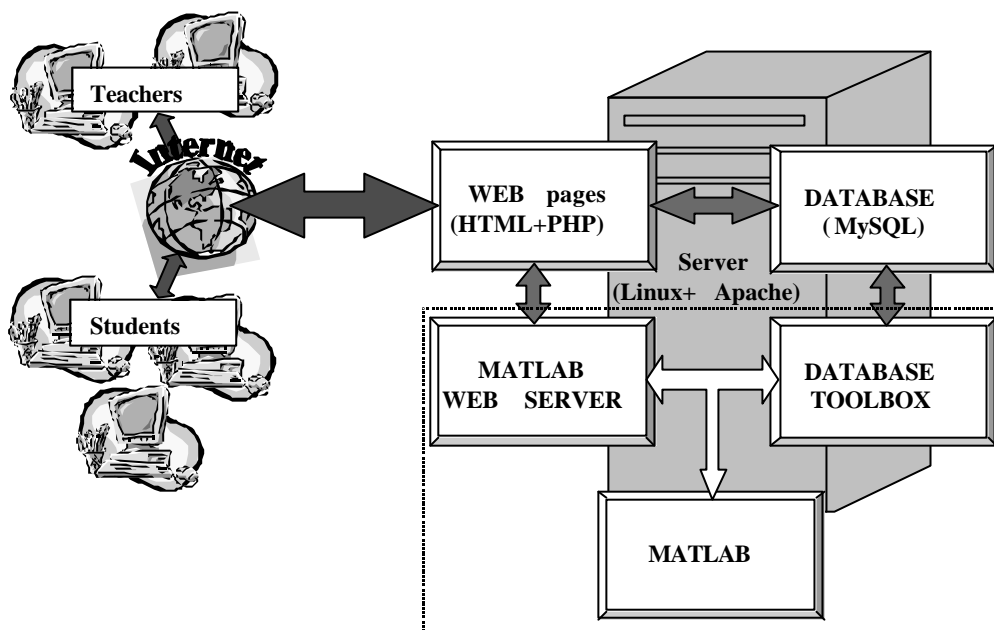 Teachers
Internet
Students
WEB pages
(HTML+PHP)
DATABASE
(MySQL)
Server
(Linux+ Apache)
MATLAB
WEB SERVER
DATABASE
TOOLBOX
MATLAB